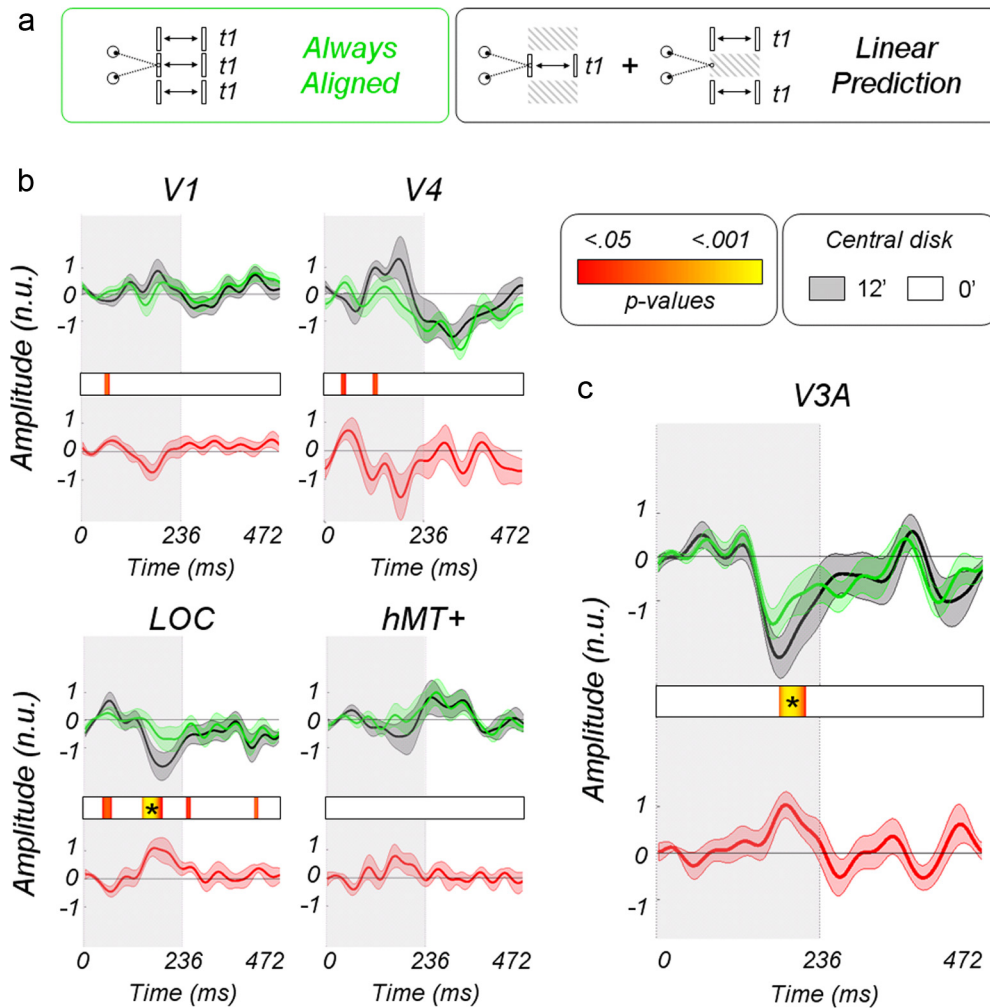 a
t1
t1
t1
Always
Aligned
t1
+
t1
t1
Linear
Prediction
b
V1
V4
<.05
<.001
p-values
Central disk
12'
0'
Amplitude (n.u.)
1
0
-1
1
0
-1
1
0
-1
1
0
-1
0
236
472
0
236
472
Time (ms)
Time (ms)
c
V3A
Amplitude (n.u.)
1
0
-1
*
1
0
-1
0
236
472
Time (ms)
LOC
hMT+
Amplitude (n.u.)
1
0
-1
1
0
-1
*
1
0
-1
1
0
-1
0
236
472
0
236
472
Time (ms)
Time (ms)